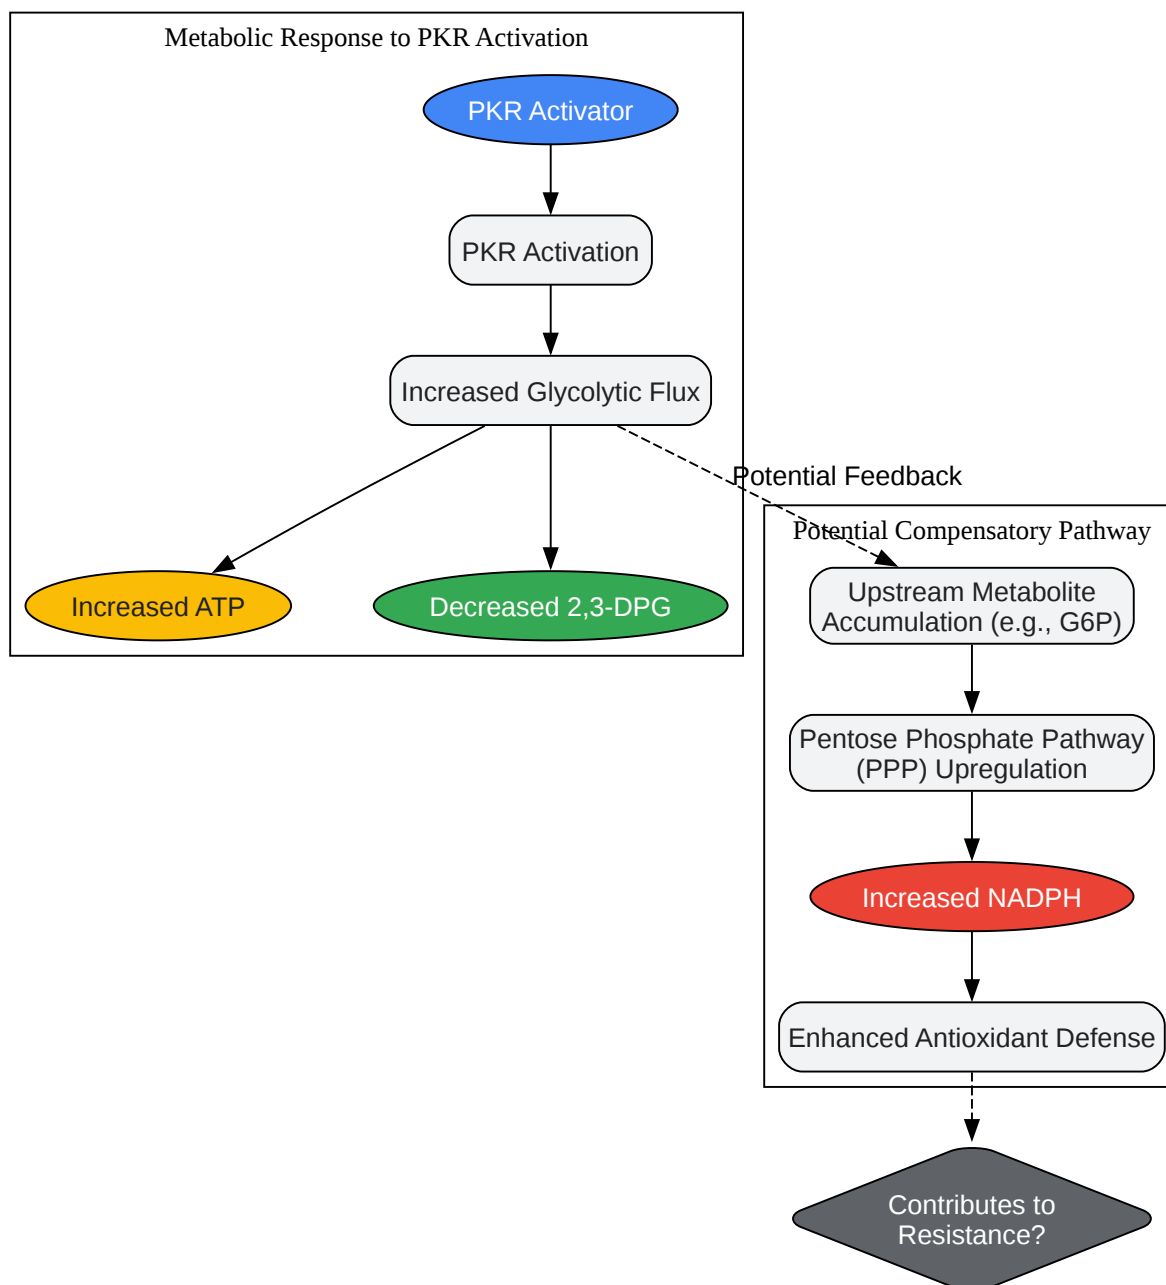 Metabolic Response to PKR Activation
PKR Activator
PKR Activation
Increased Glycolytic Flux
Potential Feedback
Potential Compensatory Pathway
Increased ATP
Decreased 2,3-DPG
Upstream Metabolite
Accumulation (e.g., G6P)
Pentose Phosphate Pathway
(PPP) Upregulation
Increased NADPH
Enhanced Antioxidant Defense
Contributes to
Resistance?